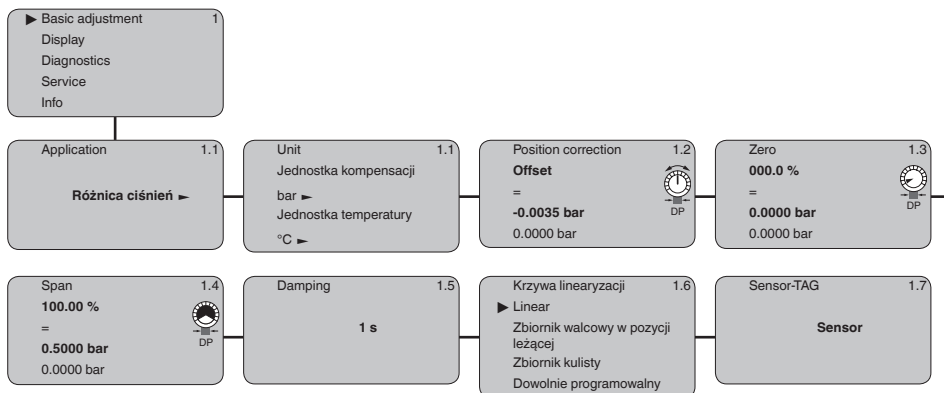 ▶ Basic adjustment 1
Display
Diagnostics
Service
Info
Application 1.1
Różnica ciśnień ►
Unit 1.1
Jednostka kompensacji
bar ►
Jednostka temperatury
°C ►
Position correction 1.2
Offset
=
-0.0035 bar
0.0000 bar
DP
Zero 1.3
000.0 %
=
0.0000 bar
0.0000 bar
DP
Span 1.4
100.00 %
=
0.5000 bar
0.0000 bar
DP
Damping 1.5
1 s
Krzywa linearyzacji 1.6
▶ Linear
Zbiornik walcowy w pozycji
leżącej
Zbiornik kulisty
Dowolnie programowalny
Sensor-TAG 1.7
Sensor